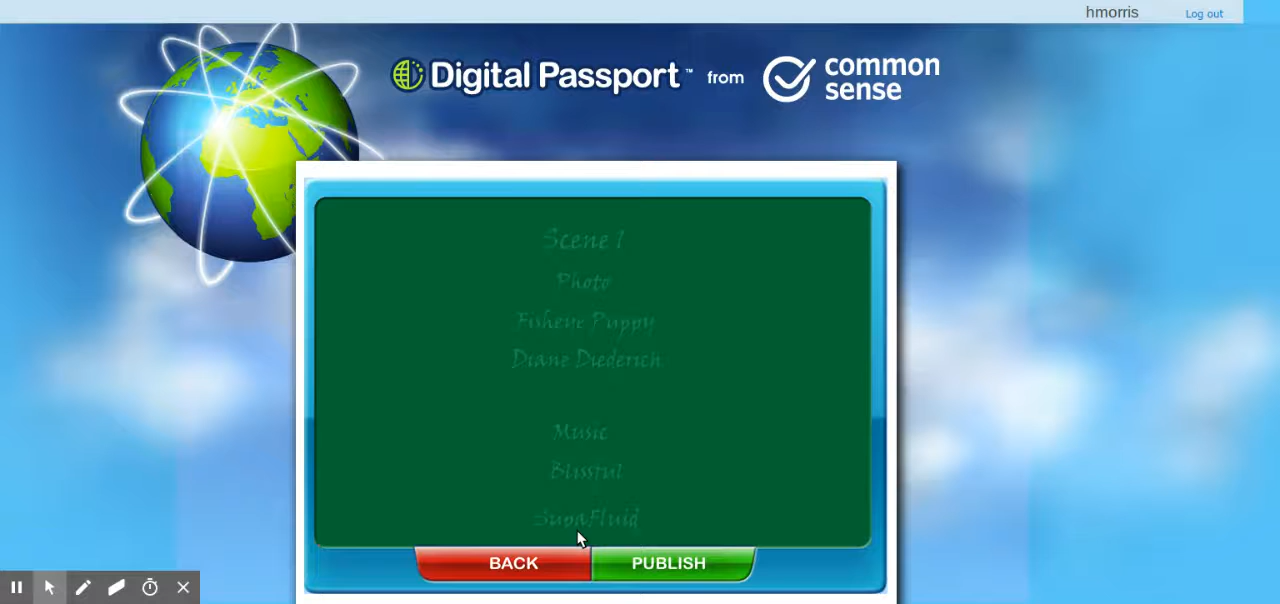 hmorris Log out
Digital Passport™ from common sense
Scene 1
Photo
Fisheye Puppy
Diane Diederich
Music
Blissful
SupaFluid
BACK PUBLISH